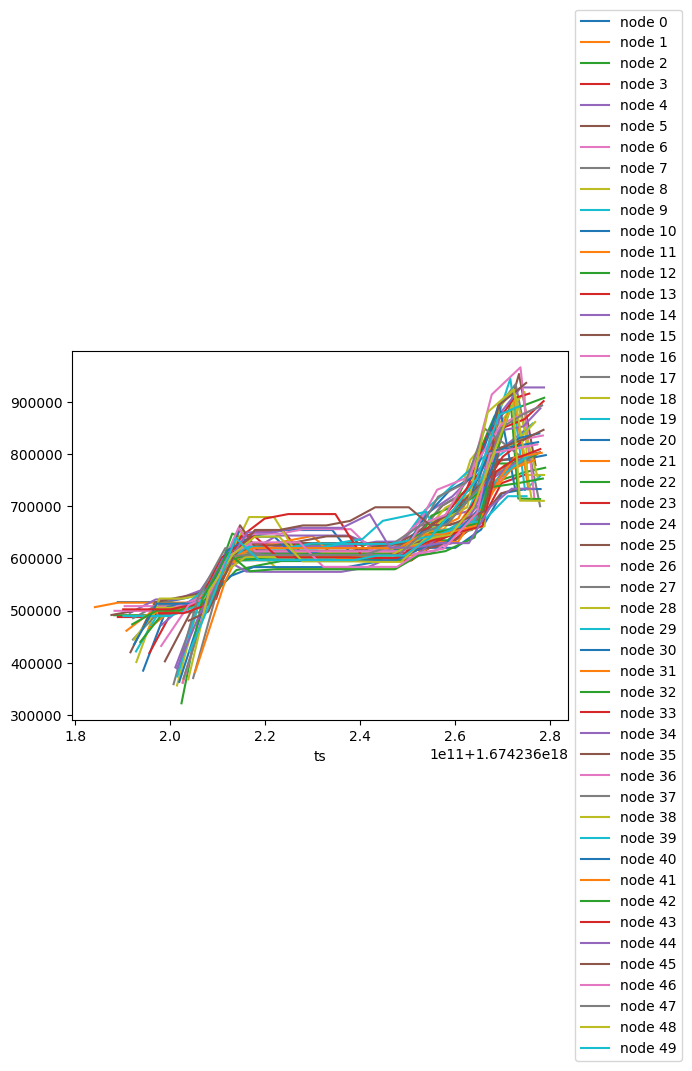 900000
800000
700000
600000
500000
400000
300000
1.8 2.0 2.2 2.4 2.6 2.8
1e11+1.674236e18
ts
node 0
node 1
node 2
node 3
node 4
node 5
node 6
node 7
node 8
node 9
node 10
node 11
node 12
node 13
node 14
node 15
node 16
node 17
node 18
node 19
node 20
node 21
node 22
node 23
node 24
node 25
node 26
node 27
node 28
node 29
node 30
node 31
node 32
node 33
node 34
node 35
node 36
node 37
node 38
node 39
node 40
node 41
node 42
node 43
node 44
node 45
node 46
node 47
node 48
node 49